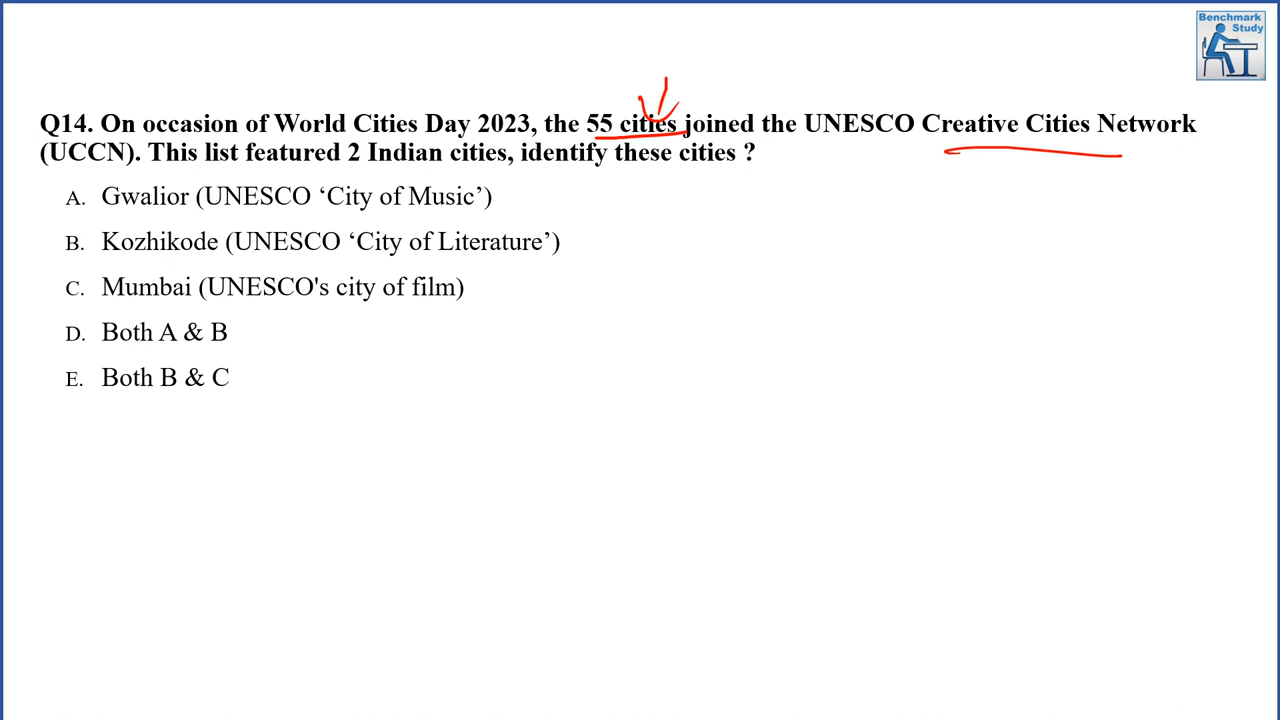 Benchmark
Study
Q14. On occasion of World Cities Day 2023, the 55 cities joined the UNESCO Creative Cities Network
(UCCN). This list featured 2 Indian cities, identify these cities ?
A. Gwalior (UNESCO ‘City of Music’)
B. Kozhikode (UNESCO ‘City of Literature’)
C. Mumbai (UNESCO's city of film)
D. Both A & B
E. Both B & C